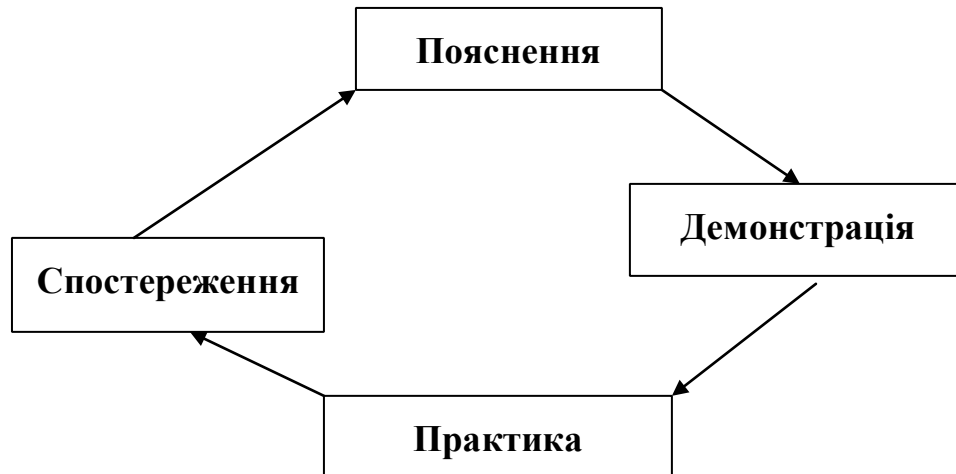 Пояснення
Демонстрація
Спостереження
Практика